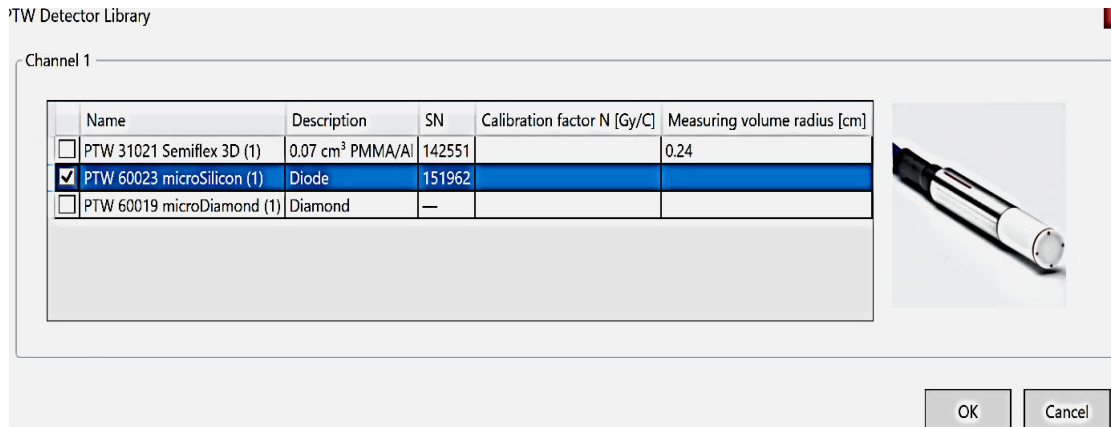 PTW Detector Library
Channel 1
Name Description SN Calibration factor N [Gy/C] Measuring volume radius [cm]
PTW 31021 Semiflex 3D (1) 0.07 cm³ PMMA/Al 142551 0.24
PTW 60023 microSilicon (1) Diode 151962
PTW 60019 microDiamond (1) Diamond —
OK Cancel